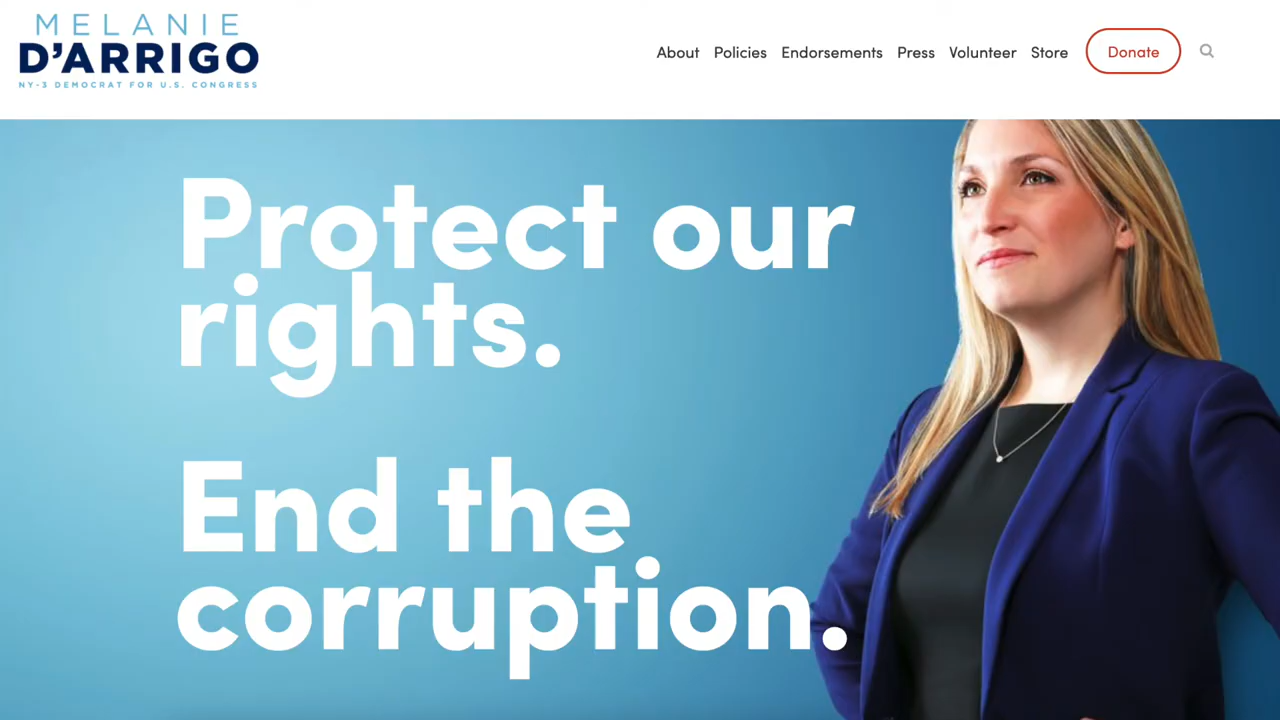 MELANIE
D'ARRIGO
NY-3 DEMOCRAT FOR U.S. CONGRESS
About Policies Endorsements Press Volunteer Store Donate
Protect our
rights.
End the
corruption.